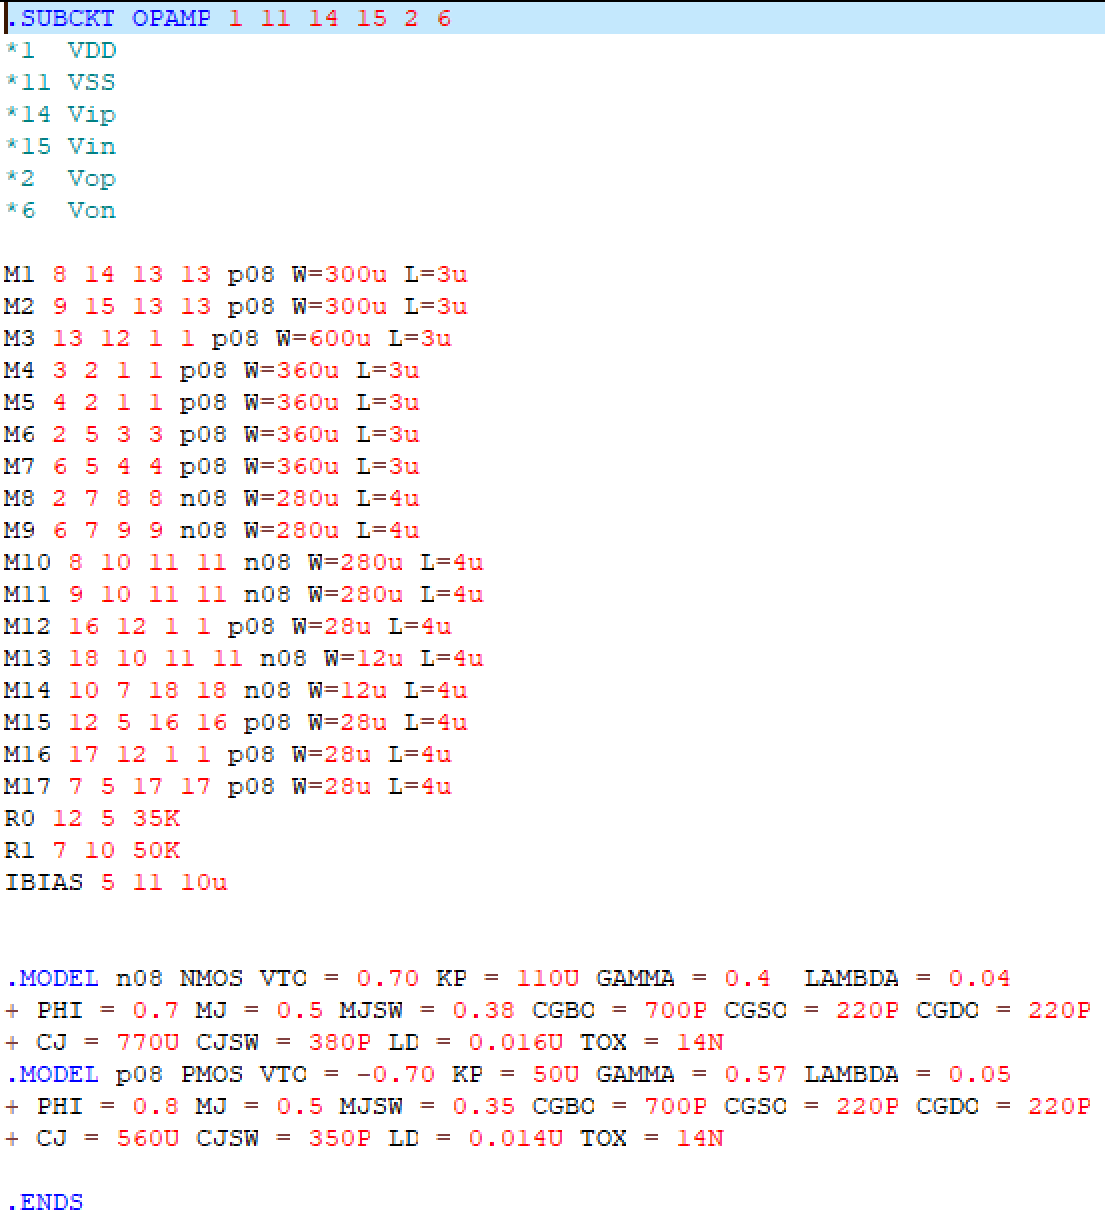 .SUBCKT OPAMP 1 11 14 15 2 6
*1  VDD
*11 VSS
*14 Vip
*15 Vin
*2  Vop
*6  Von
M1 8 14 13 13 p08 W=300u L=3u
M2 9 15 13 13 p08 W=300u L=3u
M3 13 12 1 1 p08 W=600u L=3u
M4 3 2 1 1 p08 W=360u L=3u
M5 4 2 1 1 p08 W=360u L=3u
M6 2 5 3 3 p08 W=360u L=3u
M7 6 5 4 4 p08 W=360u L=3u
M8 2 7 8 8 n08 W=280u L=4u
M9 6 7 9 9 n08 W=280u L=4u
M10 8 10 11 11 n08 W=280u L=4u
M11 9 10 11 11 n08 W=280u L=4u
M12 16 12 1 1 p08 W=28u L=4u
M13 18 10 11 11 n08 W=12u L=4u
M14 10 7 18 18 n08 W=12u L=4u
M15 12 5 16 16 p08 W=28u L=4u
M16 17 12 1 1 p08 W=28u L=4u
M17 7 5 17 17 p08 W=28u L=4u
R0 12 5 35K
R1 7 10 50K
IBIAS 5 11 10u
.MODEL n08 NMOS VTO = 0.70 KP = 110U GAMMA = 0.4  LAMBDA = 0.04
+ PHI = 0.7 MJ = 0.5 MJSW = 0.38 CGBO = 700P CGSO = 220P CGDO = 220P
+ CJ = 770U CJSW = 380P LD = 0.016U TOX = 14N
.MODEL p08 PMOS VTO = -0.70 KP = 50U GAMMA = 0.57 LAMBDA = 0.05
+ PHI = 0.8 MJ = 0.5 MJSW = 0.35 CGBO = 700P CGSO = 220P CGDO = 220P
+ CJ = 560U CJSW = 350P LD = 0.014U TOX = 14N
.ENDS